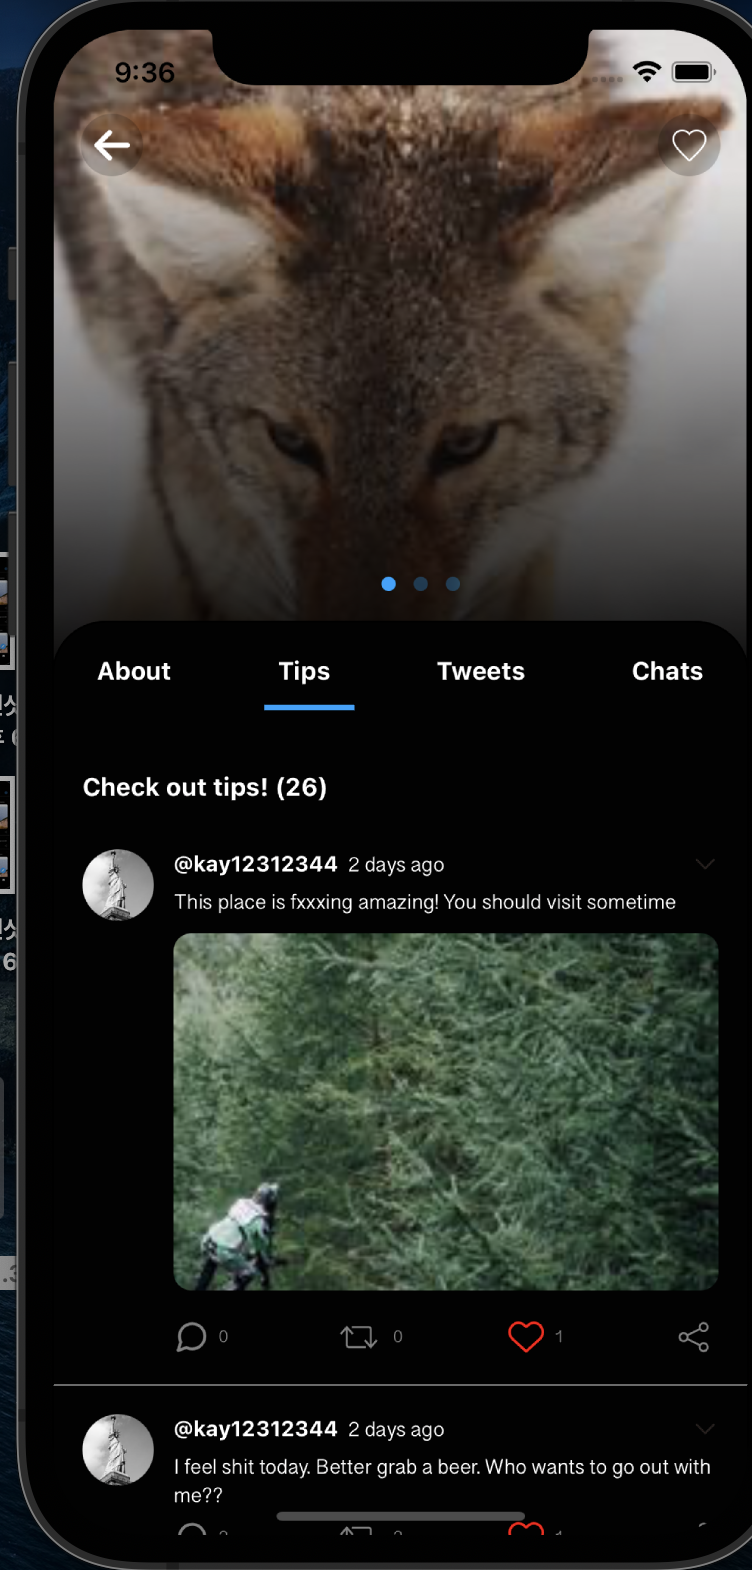 9:36
About Tips Tweets Chats
Check out tips! (26)
@kay12312344 2 days ago
This place is fxxxing amazing! You should visit sometime
0 0 1
@kay12312344 2 days ago
I feel shit today. Better grab a beer. Who wants to go out with
me??